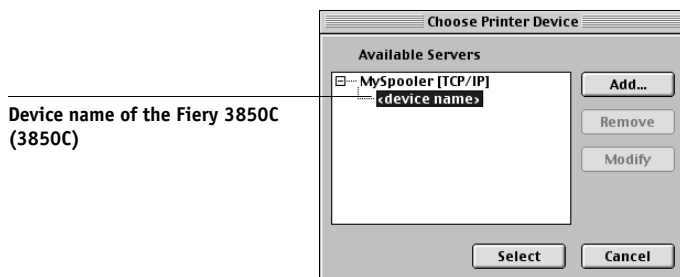 Choose Printer Device
Available Servers
MySpooler [TCP/IP]
<device name>
Add...
Remove
Modify
Select
Cancel
Device name of the Fiery 3850C
(3850C)